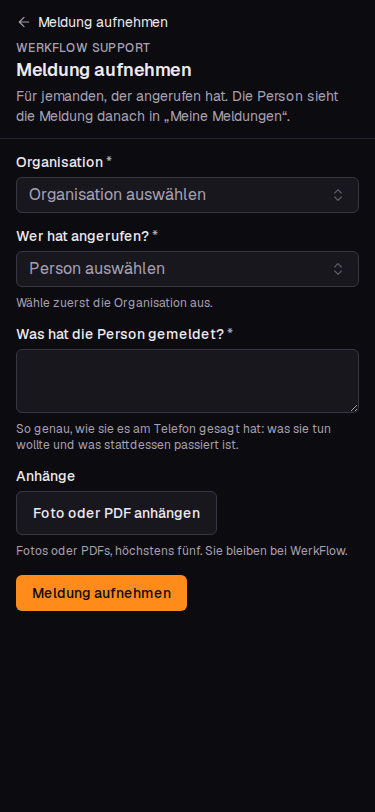 Meldung aufnehmen
WERKFLOW SUPPORT
Meldung aufnehmen
Für jemanden, der angerufen hat. Die Person sieht
die Meldung danach in „Meine Meldungen“.
Organisation *
Organisation auswählen
Wer hat angerufen? *
Person auswählen
Wähle zuerst die Organisation aus.
Was hat die Person gemeldet? *
So genau, wie sie es am Telefon gesagt hat: was sie tun
wollte und was stattdessen passiert ist.
Anhänge
Foto oder PDF anhängen
Fotos oder PDFs, höchstens fünf. Sie bleiben bei WerkFlow.
Meldung aufnehmen